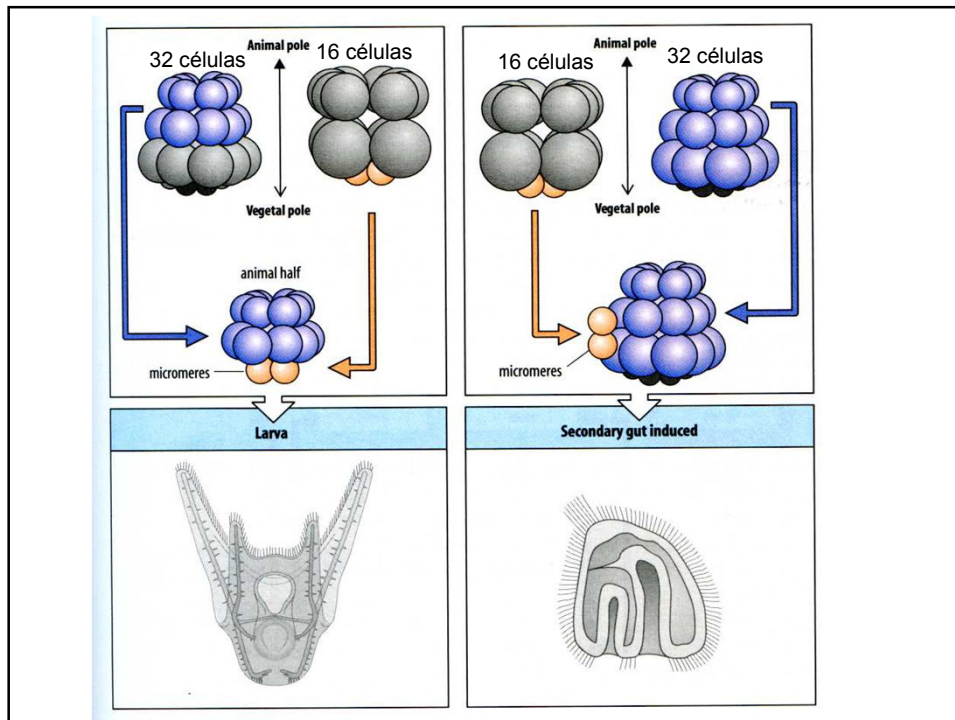 32 células
Animal pole
16 células
Vegetal pole
animal half
micromeres
Larva
16 células
Animal pole
32 células
Vegetal pole
micromeres
Secondary gut induced